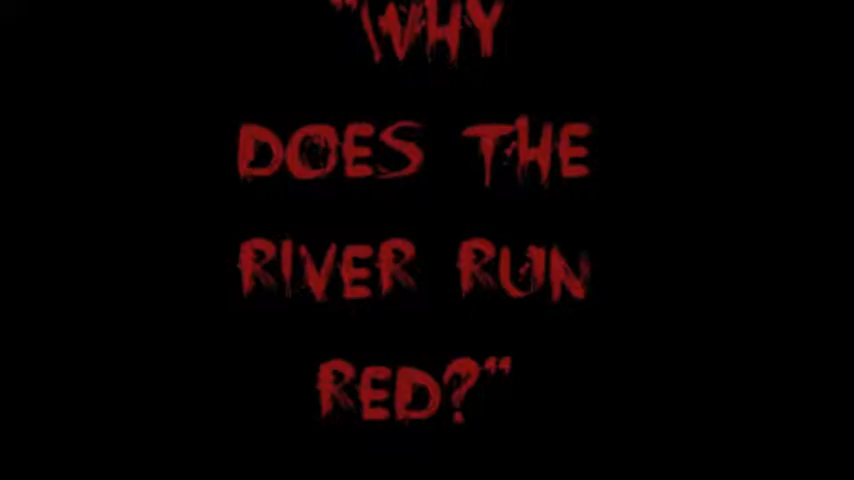 "WHY
DOES THE
RIVER RUN
RED?"